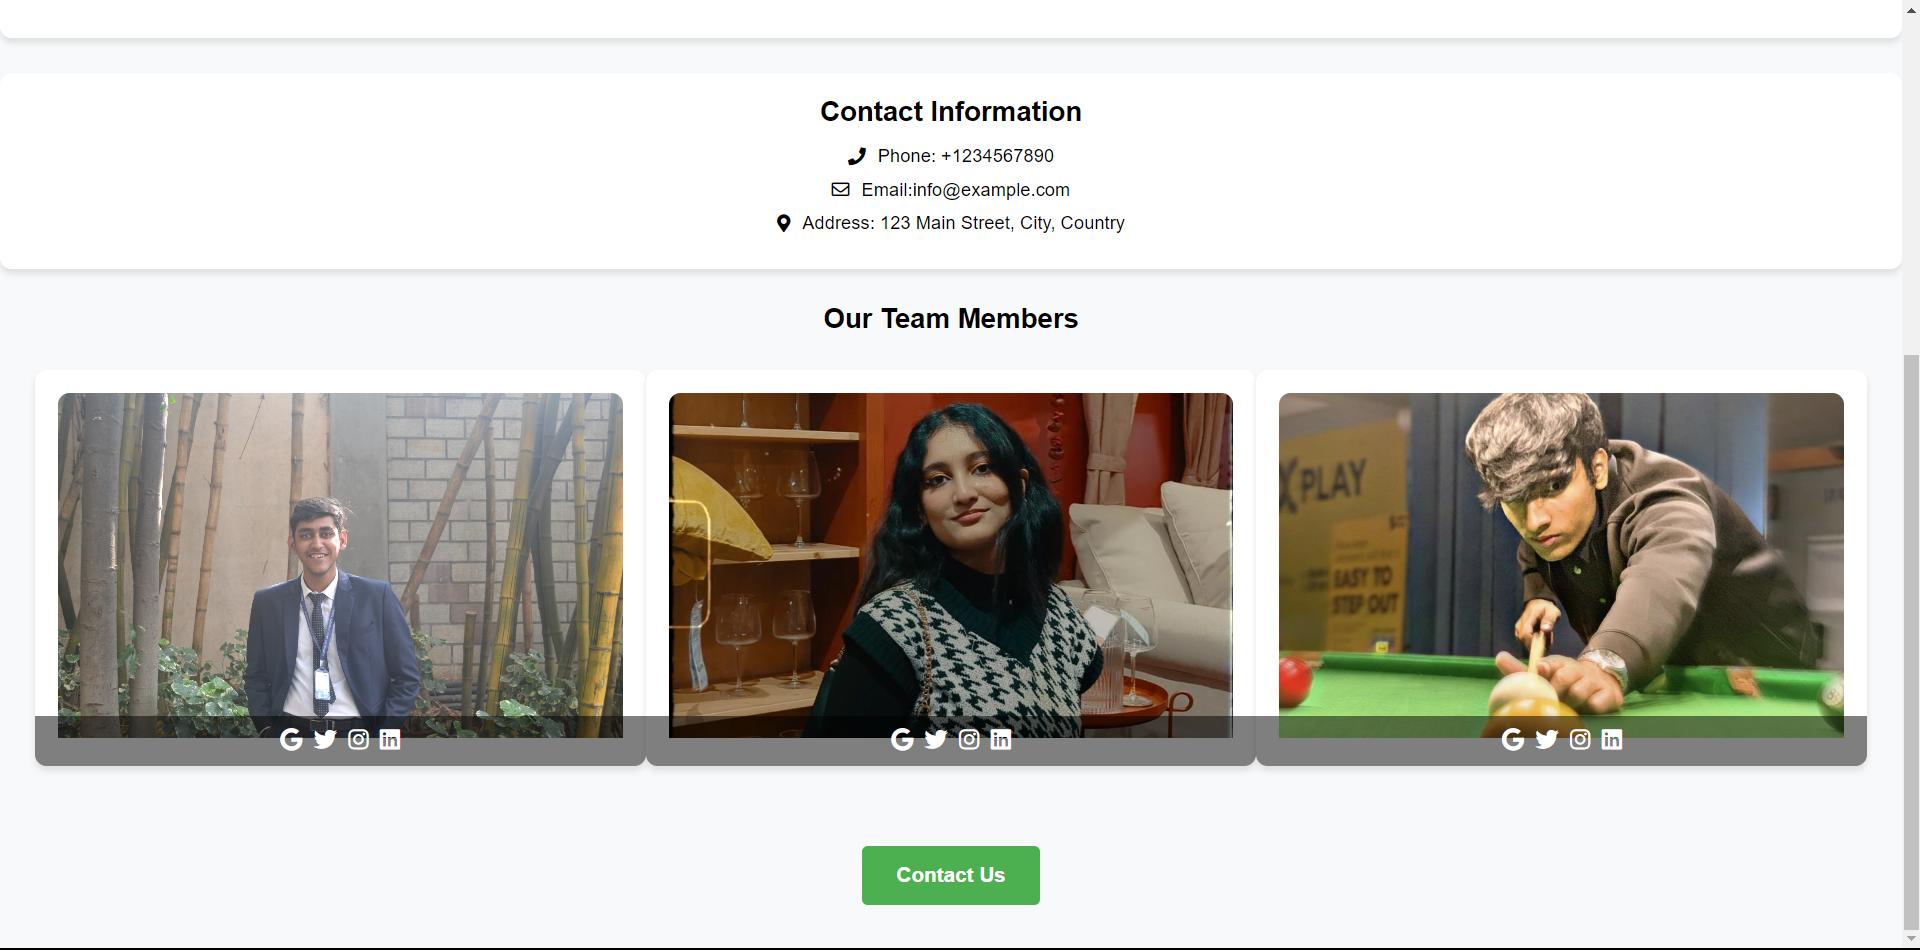 Contact Information
Phone: +1234567890
Email:info@example.com
Address: 123 Main Street, City, Country
Our Team Members
PLAY
EASY TO
STEP OUT
Contact Us